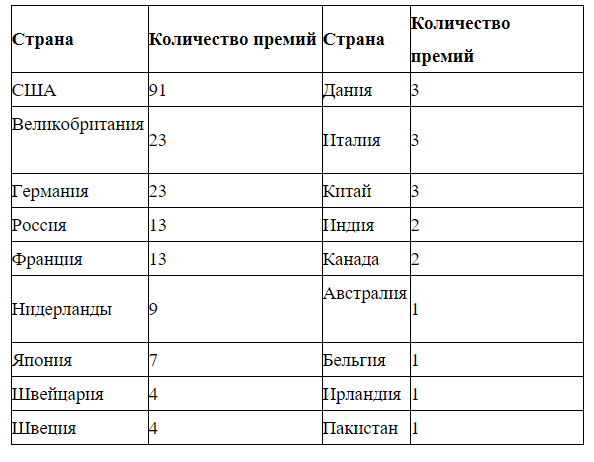 Страна Количество премий Страна Количество
премий
США 91 Дания 3
Великобритания 23 Италия 3
Германия 23 Китай 3
Россия 13 Индия 2
Франция 13 Канада 2
Нидерланды 9 Австралия 1
Япония 7 Бельгия 1
Швейцария 4 Ирландия 1
Швеция 4 Пакистан 1